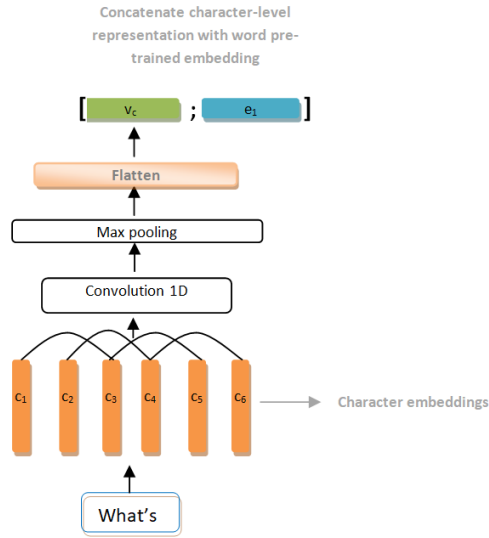 Concatenate character-level
representation with word pre-
trained embedding
[ vc ; e1 ]
Flatten
Max pooling
Convolution 1D
c1 c2 c3 c4 c5 c6
Character embeddings
What's